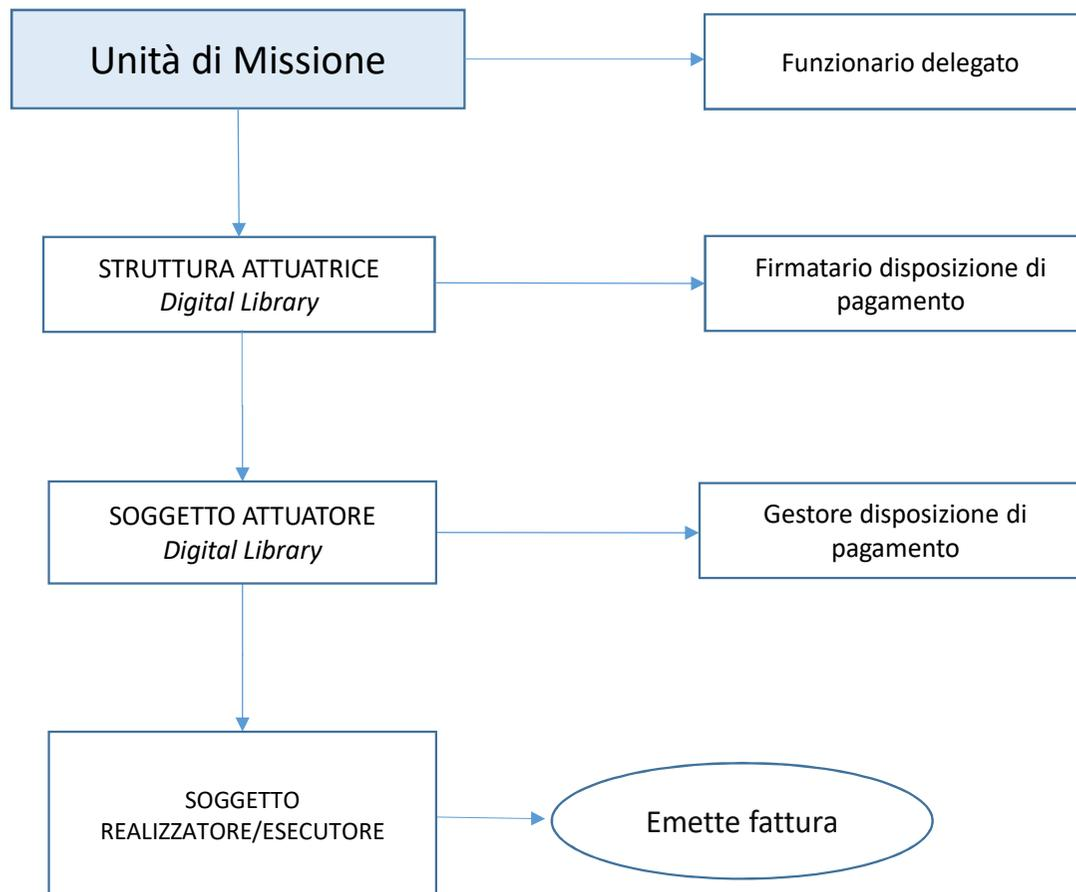 Unità di Missione
Funzionario delegato
STRUTTURA ATTUATRICE
Digital Library
Firmatario disposizione di
pagamento
SOGGETTO ATTUATORE
Digital Library
Gestore disposizione di
pagamento
SOGGETTO
REALIZZATORE/ESECUTORE
Emette fattura